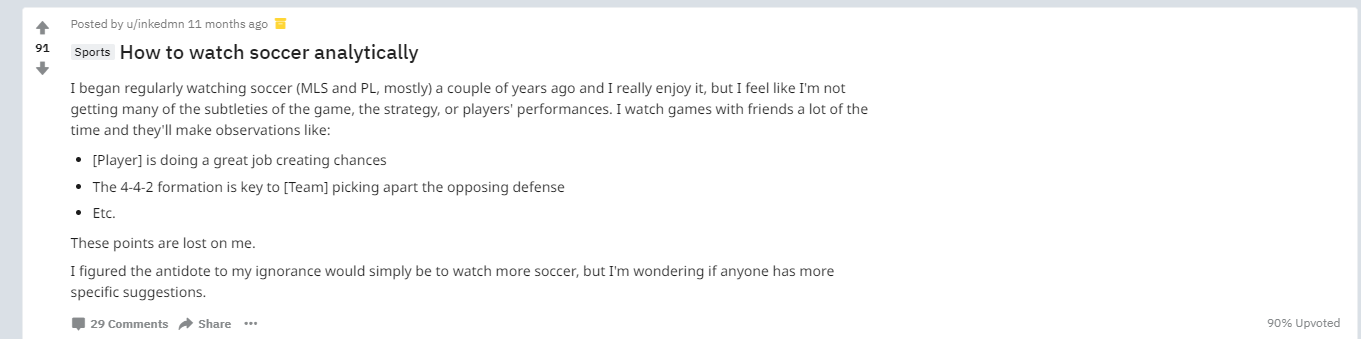 Posted by u/inkedmn 11 months ago
91
Sports How to watch soccer analytically
I began regularly watching soccer (MLS and PL, mostly) a couple of years ago and I really enjoy it, but I feel like I'm not
getting many of the subtleties of the game, the strategy, or players' performances. I watch games with friends a lot of the
time and they'll make observations like:
• [Player] is doing a great job creating chances
• The 4-4-2 formation is key to [Team] picking apart the opposing defense
• Etc.
These points are lost on me.
I figured the antidote to my ignorance would simply be to watch more soccer, but I'm wondering if anyone has more
specific suggestions.
29 Comments Share ••• 90% Upvoted